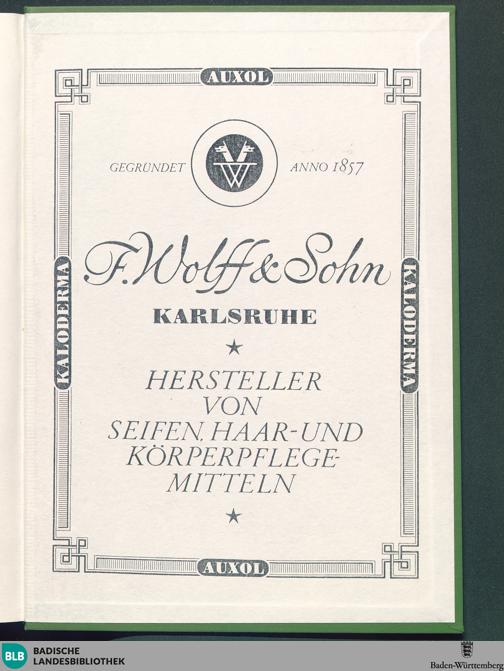 AUXOL
GEGRÜNDET ANNO 1857
F. Wolff & Sohn
KARLSRUHE
KALODERMA
KALODERMA
HERSTELLER
VON
SEIFEN, HAAR- UND
KÖRPERPFLEGE-
MITTELN
AUXOL
BLB BADISCHE
LANDESBIBLIOTHEK
Baden-Württemberg